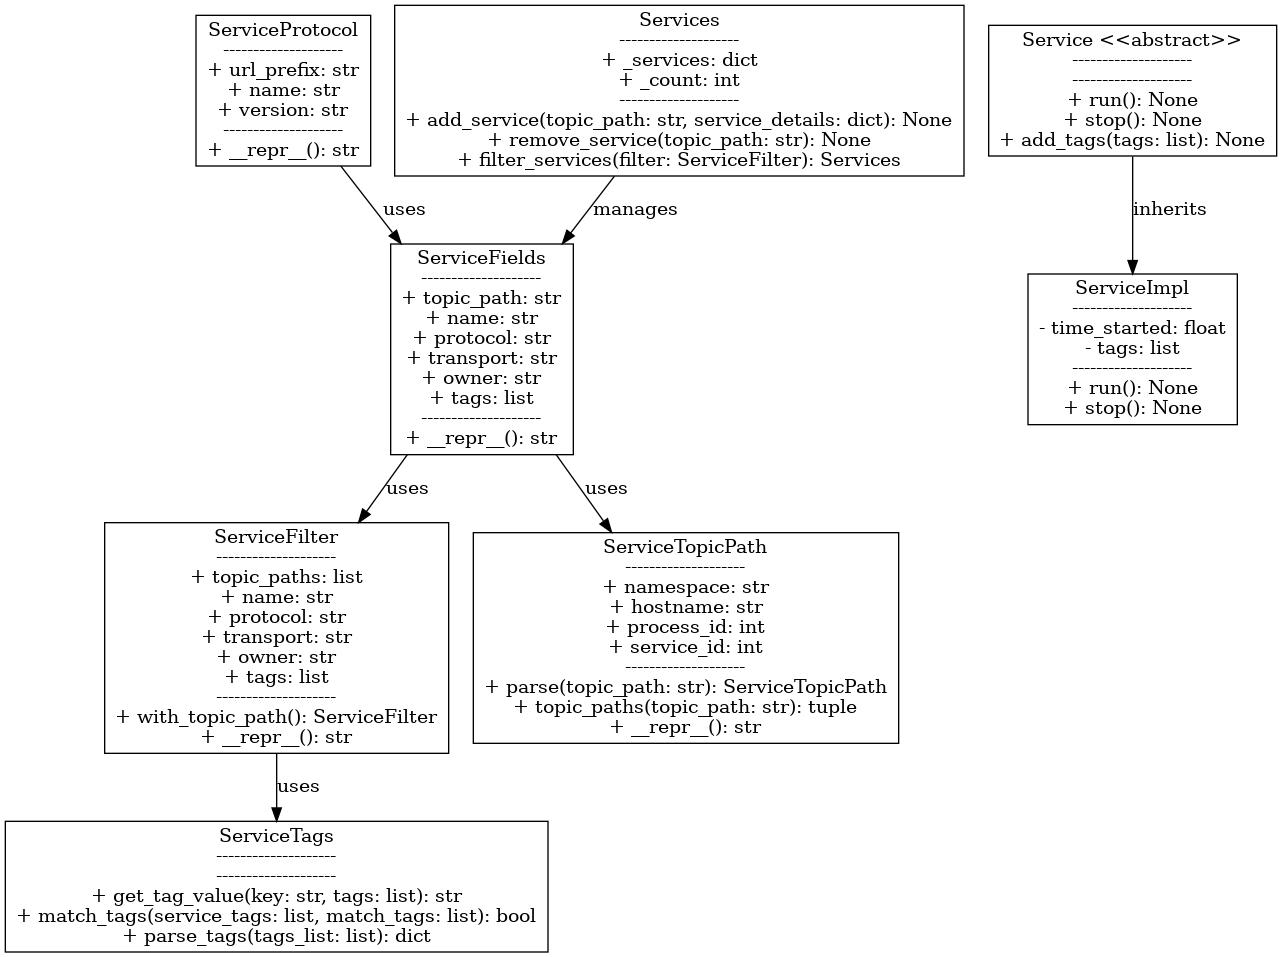 ServiceProtocol
--------------------
+ url_prefix: str
+ name: str
+ version: str
--------------------
+ __repr__(): str
Services
--------------------
+ _services: dict
+ _count: int
--------------------
+ add_service(topic_path: str, service_details: dict): None
+ remove_service(topic_path: str): None
+ filter_services(filter: ServiceFilter): Services
Service <<abstract>>
--------------------
--------------------
+ run(): None
+ stop(): None
+ add_tags(tags: list): None
uses
manages
inherits
ServiceFields
--------------------
+ topic_path: str
+ name: str
+ protocol: str
+ transport: str
+ owner: str
+ tags: list
--------------------
+ __repr__(): str
ServiceImpl
--------------------
- time_started: float
- tags: list
--------------------
+ run(): None
+ stop(): None
uses
uses
ServiceFilter
--------------------
+ topic_paths: list
+ name: str
+ protocol: str
+ transport: str
+ owner: str
+ tags: list
--------------------
+ with_topic_path(): ServiceFilter
+ __repr__(): str
ServiceTopicPath
--------------------
+ namespace: str
+ hostname: str
+ process_id: int
+ service_id: int
--------------------
+ parse(topic_path: str): ServiceTopicPath
+ topic_paths(topic_path: str): tuple
+ __repr__(): str
uses
ServiceTags
--------------------
--------------------
+ get_tag_value(key: str, tags: list): str
+ match_tags(service_tags: list, match_tags: list): bool
+ parse_tags(tags_list: list): dict